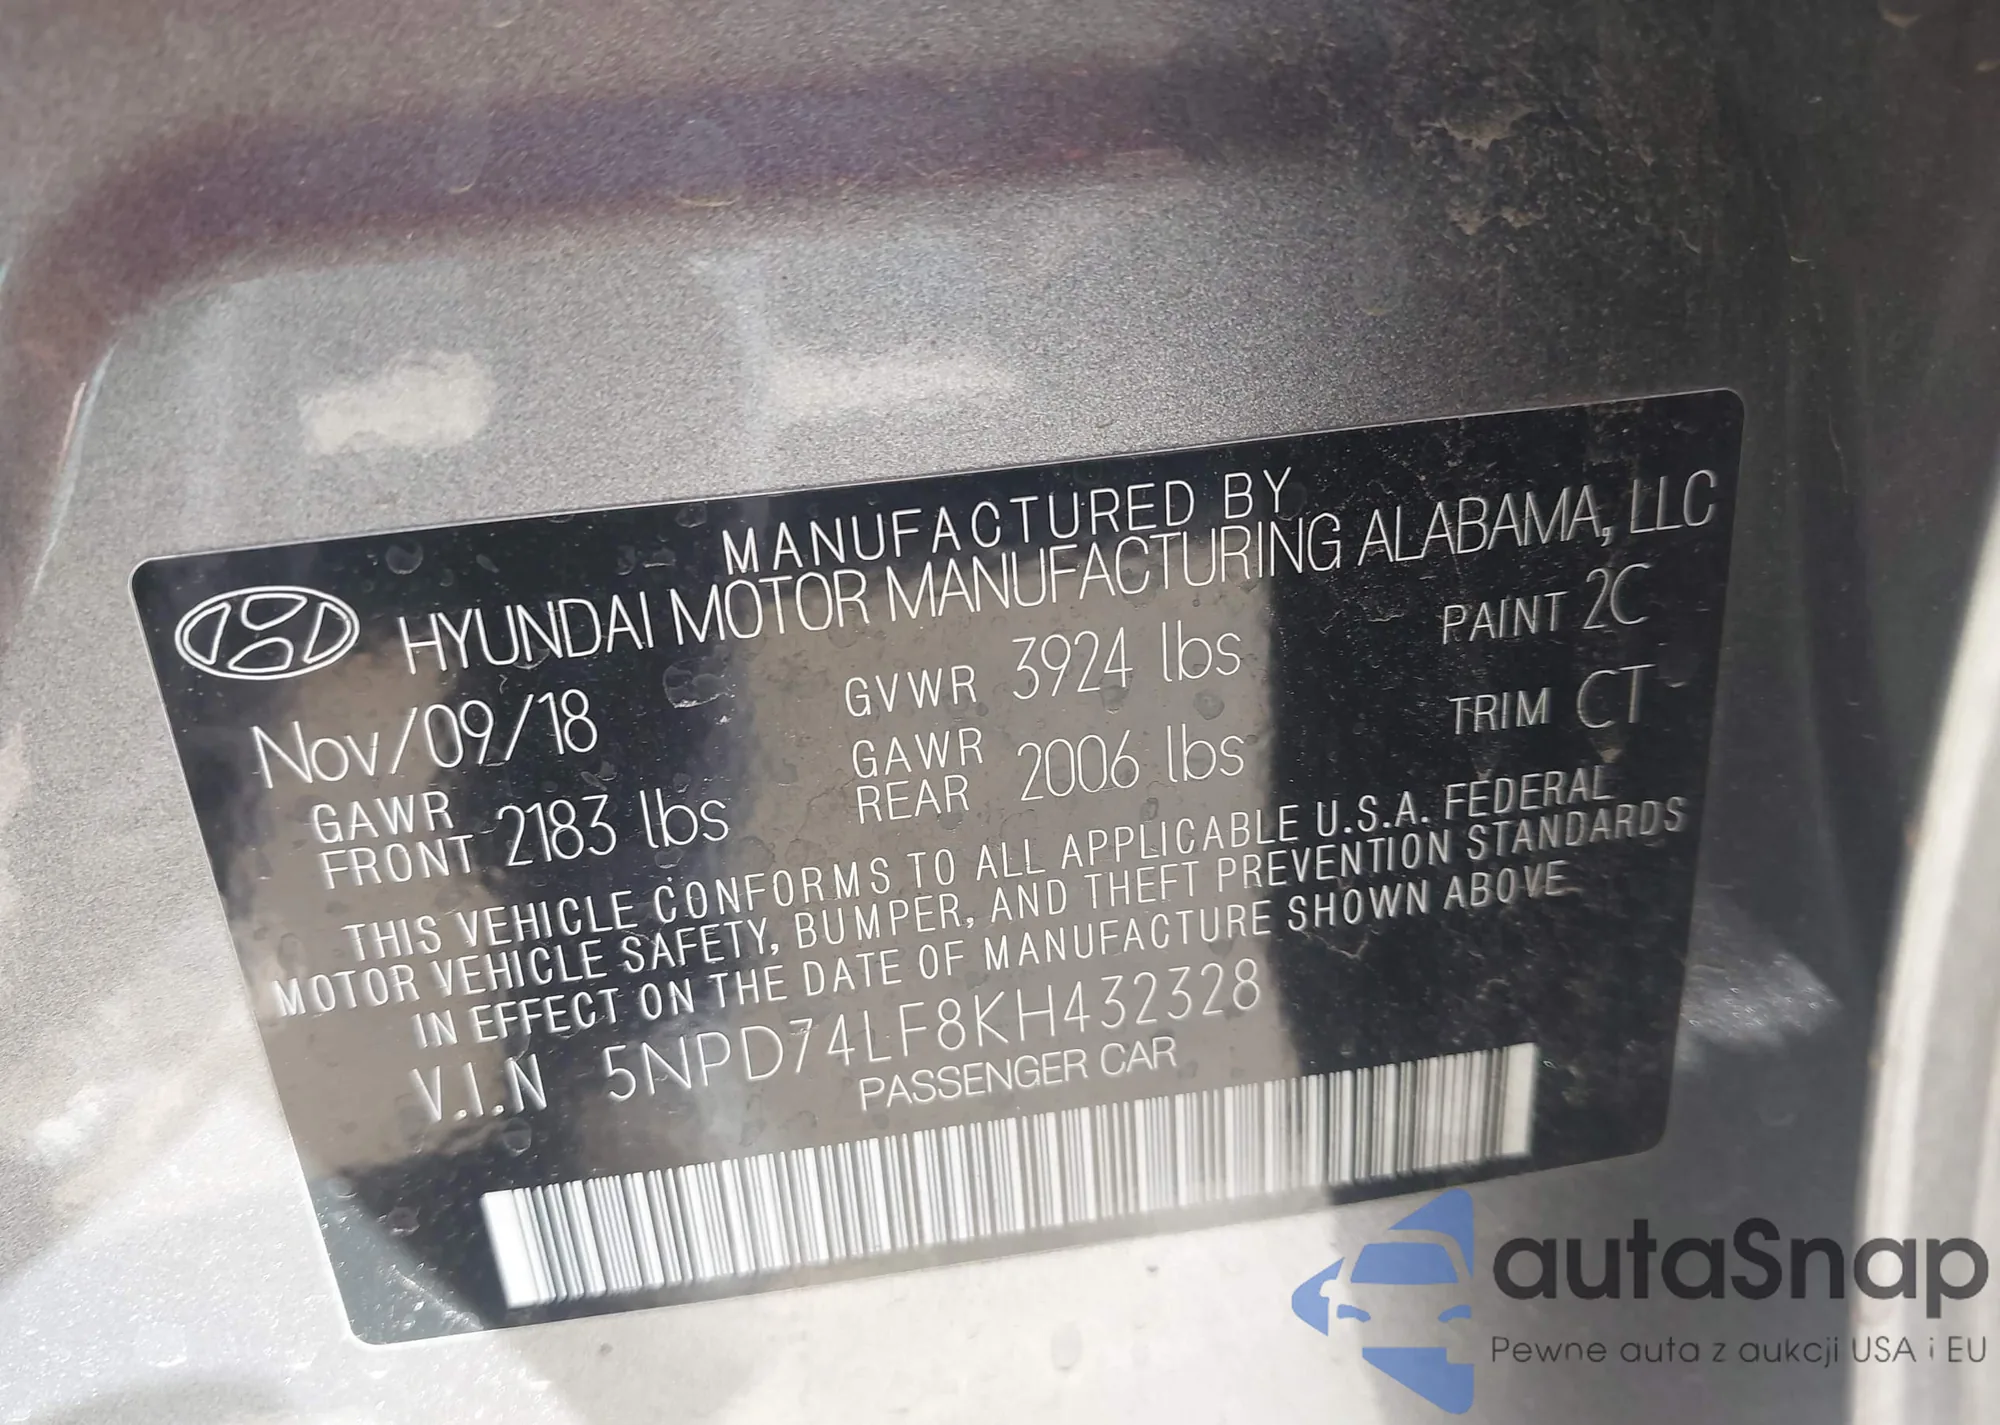 MANUFACTURED BY
HYUNDAI MOTOR MANUFACTURING ALABAMA, LLC
Nov/09/18 GVWR 3924 lbs PAINT 2C
GAWR FRONT 2183 lbs GAWR REAR 2006 lbs TRIM CT
THIS VEHICLE CONFORMS TO ALL APPLICABLE U.S.A. FEDERAL
MOTOR VEHICLE SAFETY, BUMPER, AND THEFT PREVENTION STANDARDS
IN EFFECT ON THE DATE OF MANUFACTURE SHOWN ABOVE
V.I.N 5NPD74LF8KH432328
PASSENGER CAR
autaSnap
Pewne auta z aukcji USA i EU